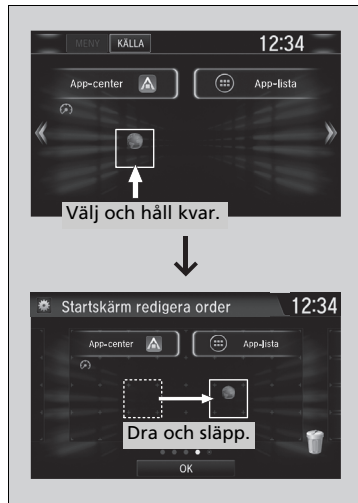 MENY KÄLLA 12:34
App-center App-lista
Välj och håll kvar.
Startskärm redigera order 12:34
App-center App-lista
Dra och släpp.
OK